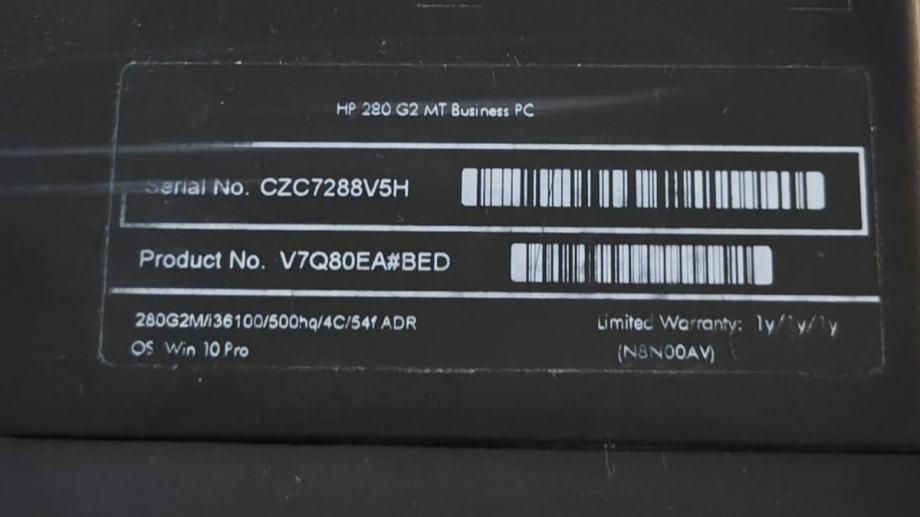 HP 280 G2 MT Business PC
Serial No. CZC7288V5H
Product No. V7Q80EA#BED
280G2M/i36100/500hq/4C/54f ADR
Limited Warranty: 1y/1y/1y
OS Win 10 Pro
(N8N00AV)